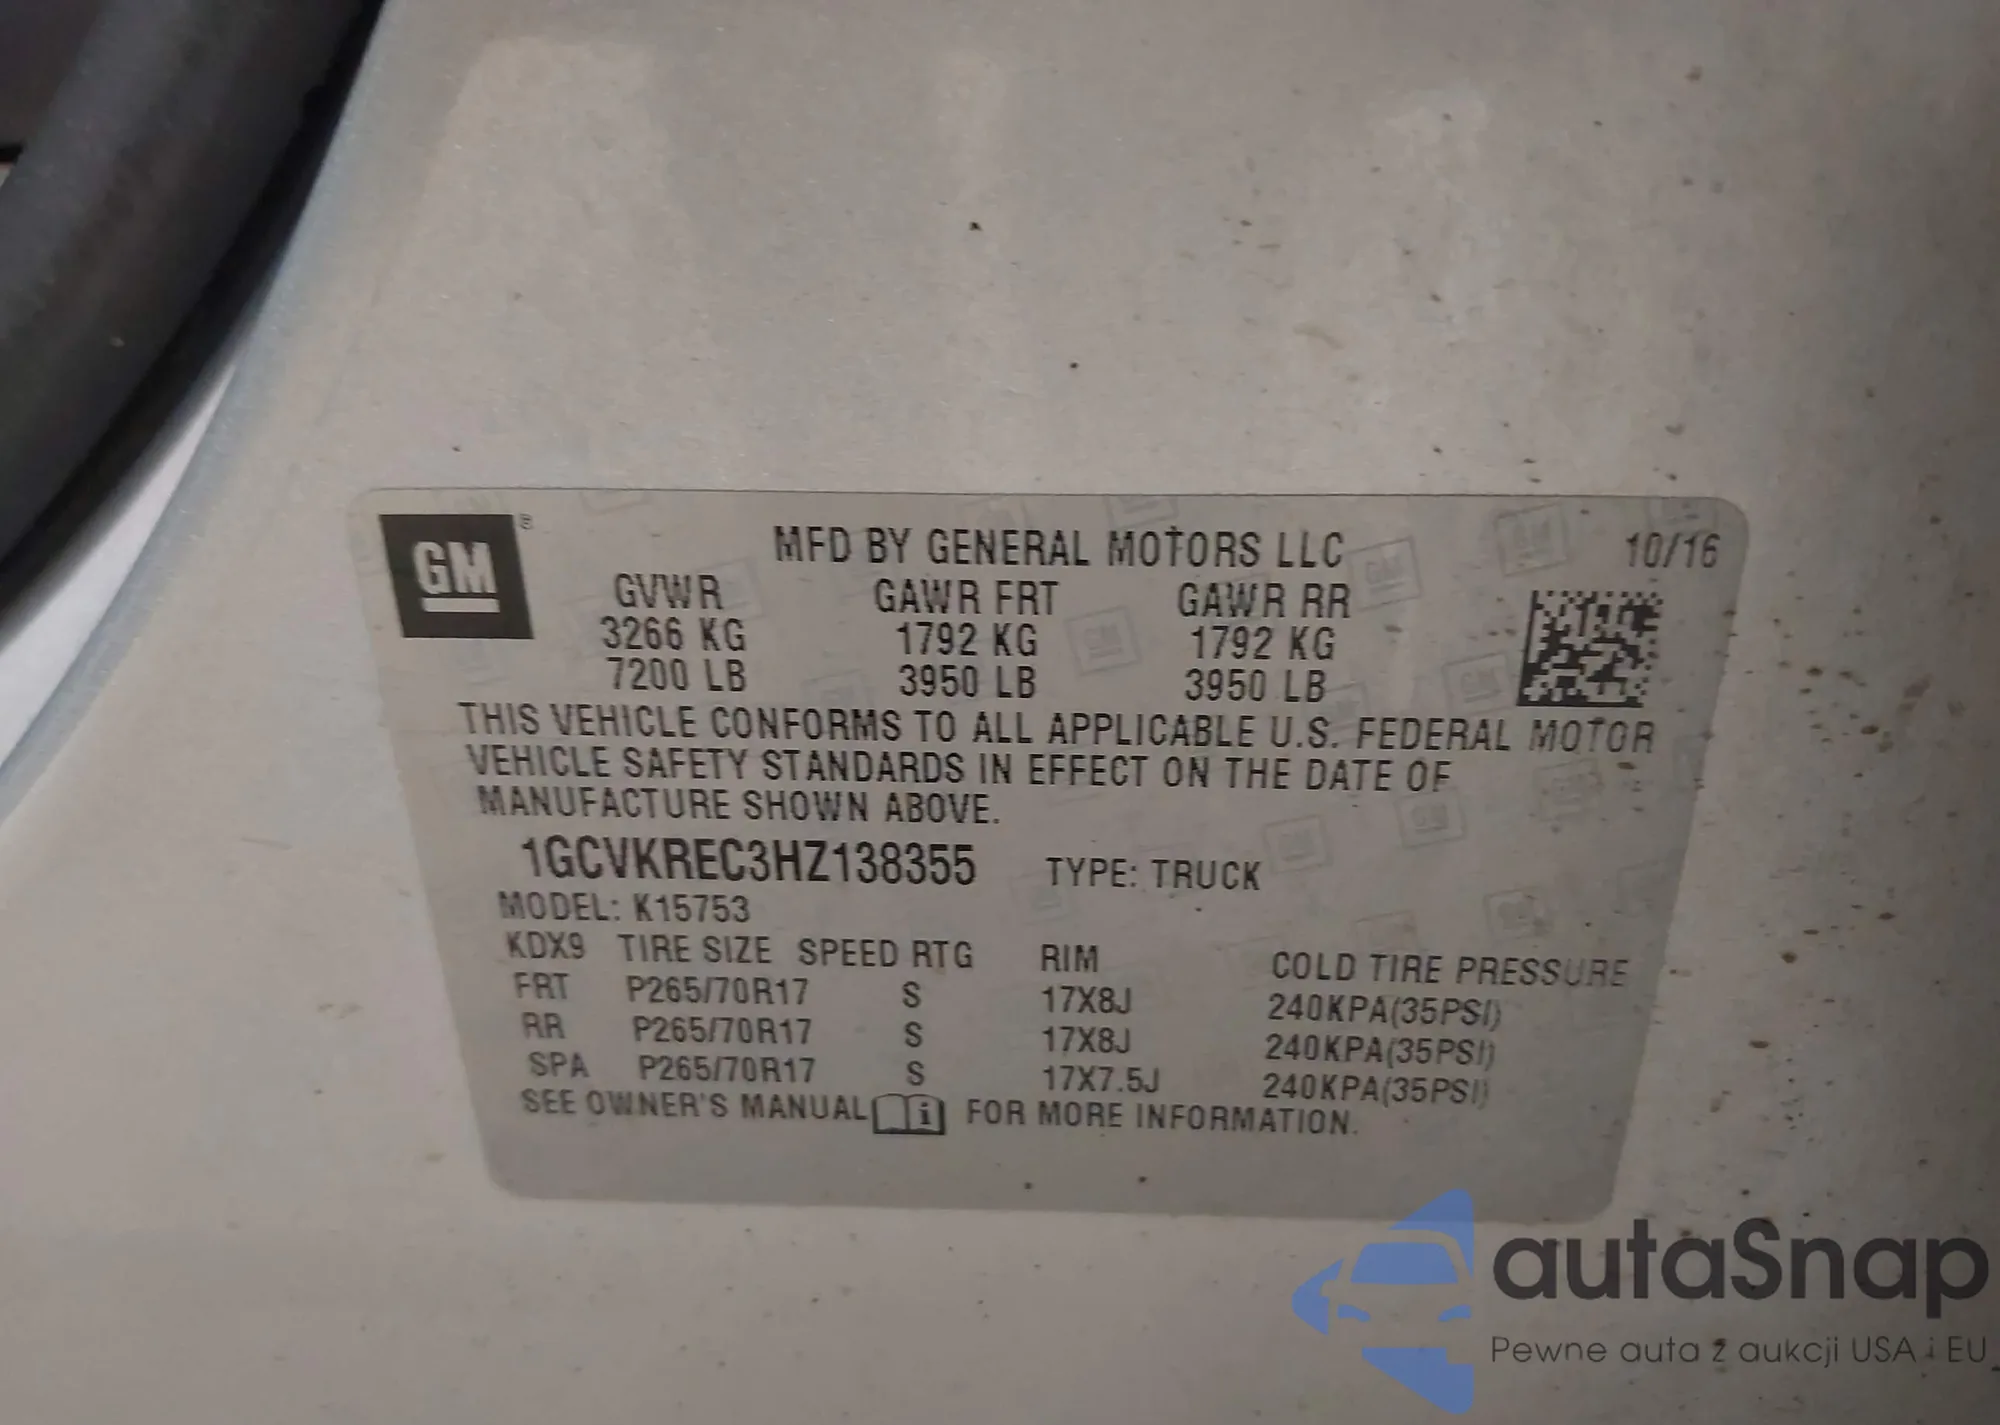 GM ®
MFD BY GENERAL MOTORS LLC 10/16
GVWR GAWR FRT GAWR RR
3266 KG 1792 KG 1792 KG
7200 LB 3950 LB 3950 LB
THIS VEHICLE CONFORMS TO ALL APPLICABLE U.S. FEDERAL MOTOR
VEHICLE SAFETY STANDARDS IN EFFECT ON THE DATE OF
MANUFACTURE SHOWN ABOVE.
1GCVKREC3HZ138355 TYPE: TRUCK
MODEL: K15753
KDX9 TIRE SIZE SPEED RTG RIM COLD TIRE PRESSURE
FRT P265/70R17 S 17X8J 240KPA(35PSI)
RR P265/70R17 S 17X8J 240KPA(35PSI)
SPA P265/70R17 S 17X7.5J 240KPA(35PSI)
SEE OWNER'S MANUAL i FOR MORE INFORMATION.
autaSnap
Pewne auta z aukcji USA i EU